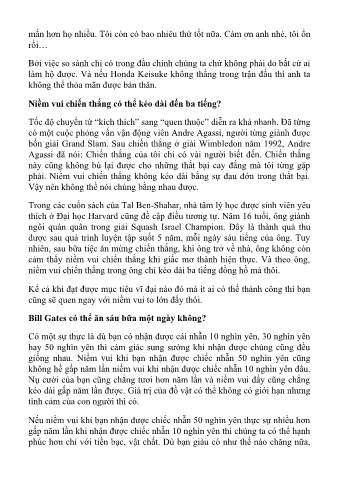 mắn hơn họ nhiều. Tôi còn có bao nhiêu thứ tốt nữa. Cảm ơn anh nhé, tôi ổn
rồi…
Bởi việc so sánh chỉ có trong đầu chính chúng ta chứ không phải do bất cứ ai
làm hộ được. Và nếu Honda Keisuke không thắng trong trận đấu thì anh ta
không thể thỏa mãn được bản thân.
Niềm vui chiến thắng có thể kéo dài đến ba tiếng?
Tốc độ chuyển từ “kích thích” sang “quen thuộc” diễn ra khá nhanh. Đã từng
có một cuộc phỏng vấn vận động viên Andre Agassi, người từng giành được
bốn giải Grand Slam. Sau chiến thắng ở giải Wimbledon năm 1992, Andre
Agassi đã nói: Chiến thắng của tôi chỉ có vài người biết đến. Chiến thắng
này cũng không bù lại được cho những thất bại cay đắng mà tôi từng gặp
phải. Niềm vui chiến thắng không kéo dài bằng sự đau đớn trong thất bại.
Vậy nên không thể nói chúng bằng nhau được.
Trong các cuốn sách của Tal Ben-Shahar, nhà tâm lý học được sinh viên yêu
thích ở Đại học Harvard cũng đề cập điều tương tự. Năm 16 tuổi, ông giành
ngôi quán quân trong giải Squash Israel Champion. Đây là thành quả thu
được sau quá trình luyện tập suốt 5 năm, mỗi ngày sáu tiếng của ông. Tuy
nhiên, sau bữa tiệc ăn mừng chiến thắng, khi ông trở về nhà, ông không còn
cảm thấy niềm vui chiến thắng khi giấc mơ thành hiện thực. Và theo ông,
niềm vui chiến thắng trong ông chỉ kéo dài ba tiếng đồng hồ mà thôi.
Kể cả khi đạt được mục tiêu vĩ đại nào đó mà ít ai có thể thành công thì bạn
cũng sẽ quen ngay với niềm vui to lớn đấy thôi.
Bill Gates có thể ăn sáu bữa một ngày không?
Có một sự thực là dù bạn có nhận được cái nhẫn 10 nghìn yên, 30 nghìn yên
hay 50 nghìn yên thì cảm giác sung sướng khi nhận được chúng cũng đều
giống nhau. Niềm vui khi bạn nhận được chiếc nhẫn 50 nghìn yên cũng
không hề gấp năm lần niềm vui khi nhận được chiếc nhẫn 10 nghìn yên đâu.
Nụ cười của bạn cũng chẳng tươi hơn năm lần và niềm vui đấy cũng chẳng
kéo dài gấp năm lần được. Giá trị của đồ vật có thể không có giới hạn nhưng
tình cảm của con người thì có.
Nếu niềm vui khi bạn nhận được chiếc nhẫn 50 nghìn yên thực sự nhiều hơn
gấp năm lần khi nhận được chiếc nhẫn 10 nghìn yên thì chúng ta có thể hạnh
phúc hơn chỉ với tiền bạc, vật chất. Dù bạn giàu có như thế nào chăng nữa,